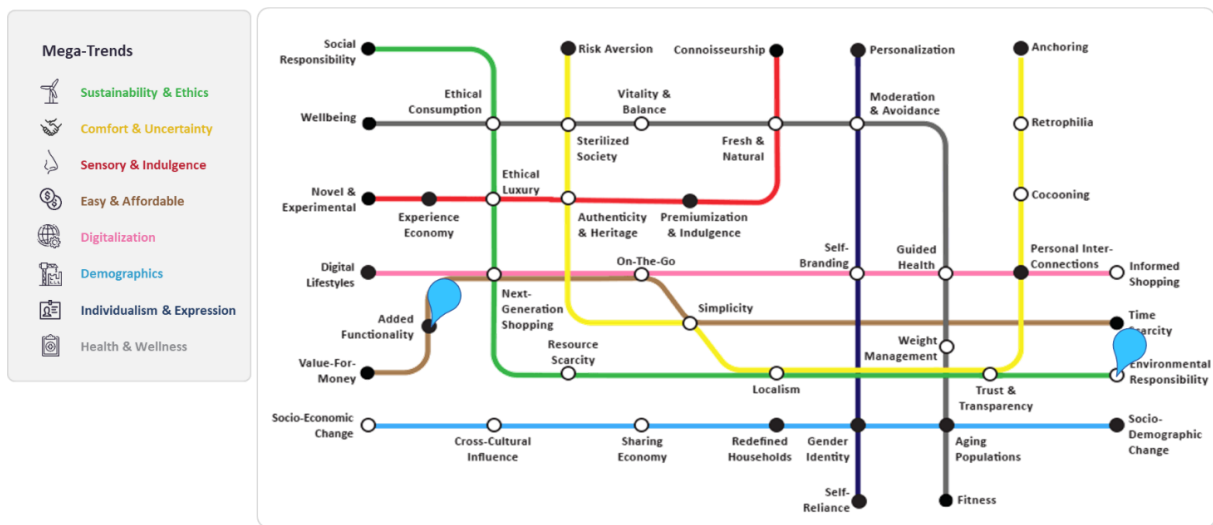 Mega-Trends
Sustainability & Ethics
Comfort & Uncertainty
Sensory & Indulgence
Easy & Affordable
Digitalization
Demographics
Individualism & Expression
Health & Wellness
Social
Responsibility
Risk Aversion
Connoisseurship
Personalization
Anchoring
Wellbeing
Ethical
Consumption
Vitality &
Balance
Sterilized
Society
Fresh &
Natural
Moderation
& Avoidance
Retrophilia
Novel &
Experimental
Experience
Economy
Ethical
Luxury
Authenticity
& Heritage
Premiumization
& Indulgence
Cocooning
Digital
Lifestyles
On-The-Go
Self-
Branding
Guided
Health
Personal Inter-
Connections
Informed
Shopping
Added
Functionality
Next-
Generation
Shopping
Simplicity
Time
Value-For-
Money
Resource
Scarcity
Localism
Weight
Management
Trust &
Transparency
Environmental
Responsibility
Socio-Economic
Change
Cross-Cultural
Influence
Sharing
Economy
Redefined
Households
Gender
Identity
Aging
Populations
Socio-
Demographic
Change
Self-
Reliance
Fitness